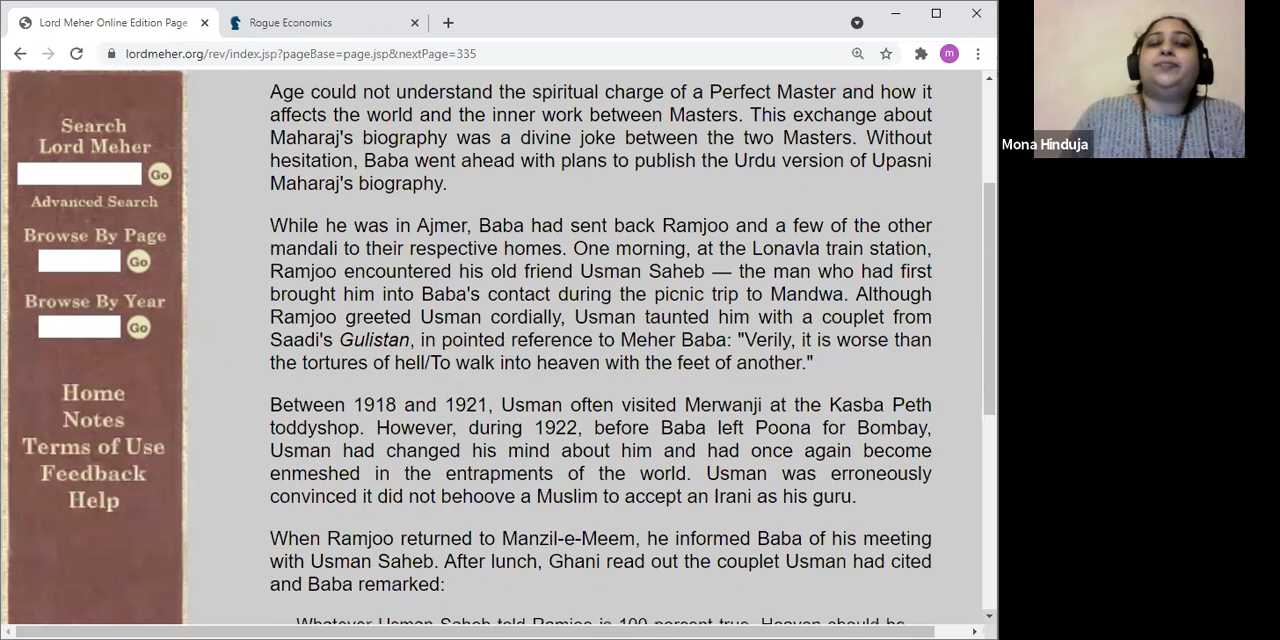 Lord Meher Online Edition Page
Rogue Economics
lordmeher.org/rev/index.jsp?pageBase=page.jsp&nextPage=335
m
Search
Lord Meher
Go
Advanced Search
Browse By Page
Go
Browse By Year
Go
Home
Notes
Terms of Use
Feedback
Help
Age could not understand the spiritual charge of a Perfect Master and how it
affects the world and the inner work between Masters. This exchange about
Maharaj's biography was a divine joke between the two Masters. Without
hesitation, Baba went ahead with plans to publish the Urdu version of Upasni
Maharaj's biography.
While he was in Ajmer, Baba had sent back Ramjoo and a few of the other
mandali to their respective homes. One morning, at the Lonavla train station,
Ramjoo encountered his old friend Usman Saheb — the man who had first
brought him into Baba's contact during the picnic trip to Mandwa. Although
Ramjoo greeted Usman cordially, Usman taunted him with a couplet from
Saadi's Gulistan, in pointed reference to Meher Baba: "Verily, it is worse than
the tortures of hell/To walk into heaven with the feet of another."
Between 1918 and 1921, Usman often visited Merwanji at the Kasba Peth
toddyshop. However, during 1922, before Baba left Poona for Bombay,
Usman had changed his mind about him and had once again become
enmeshed in the entrapments of the world. Usman was erroneously
convinced it did not behoove a Muslim to accept an Irani as his guru.
When Ramjoo returned to Manzil-e-Meem, he informed Baba of his meeting
with Usman Saheb. After lunch, Ghani read out the couplet Usman had cited
and Baba remarked:
Whatever Usman Saheb told Ramjoo is 100 percent true. Heaven should be
Mona Hinduja